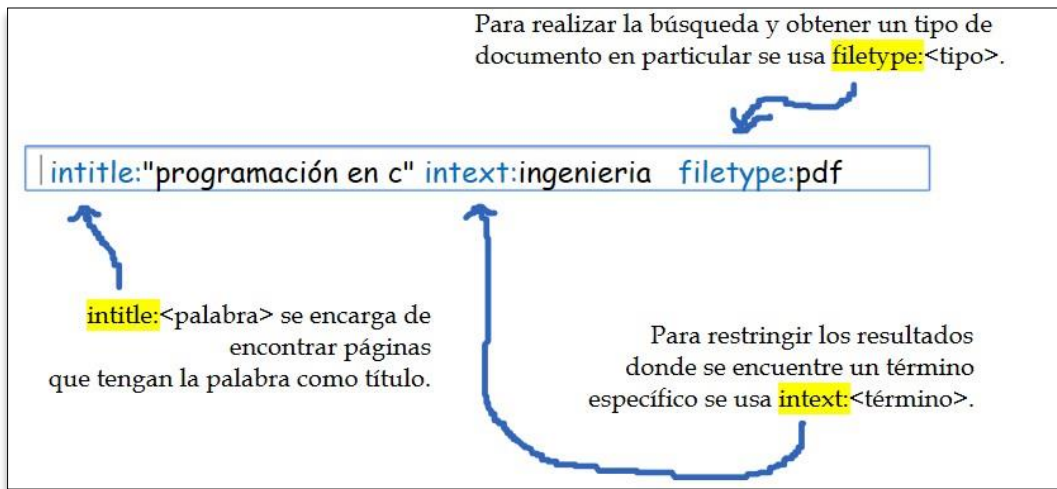 Para realizar la búsqueda y obtener un tipo de
documento en particular se usa filetype:<tipo>.
intitle:"programación en c" intext:ingenieria filetype:pdf
intitle:<palabra> se encarga de
encontrar páginas
que tengan la palabra como título.
Para restringir los resultados
donde se encuentre un término
específico se usa intext:<término>.